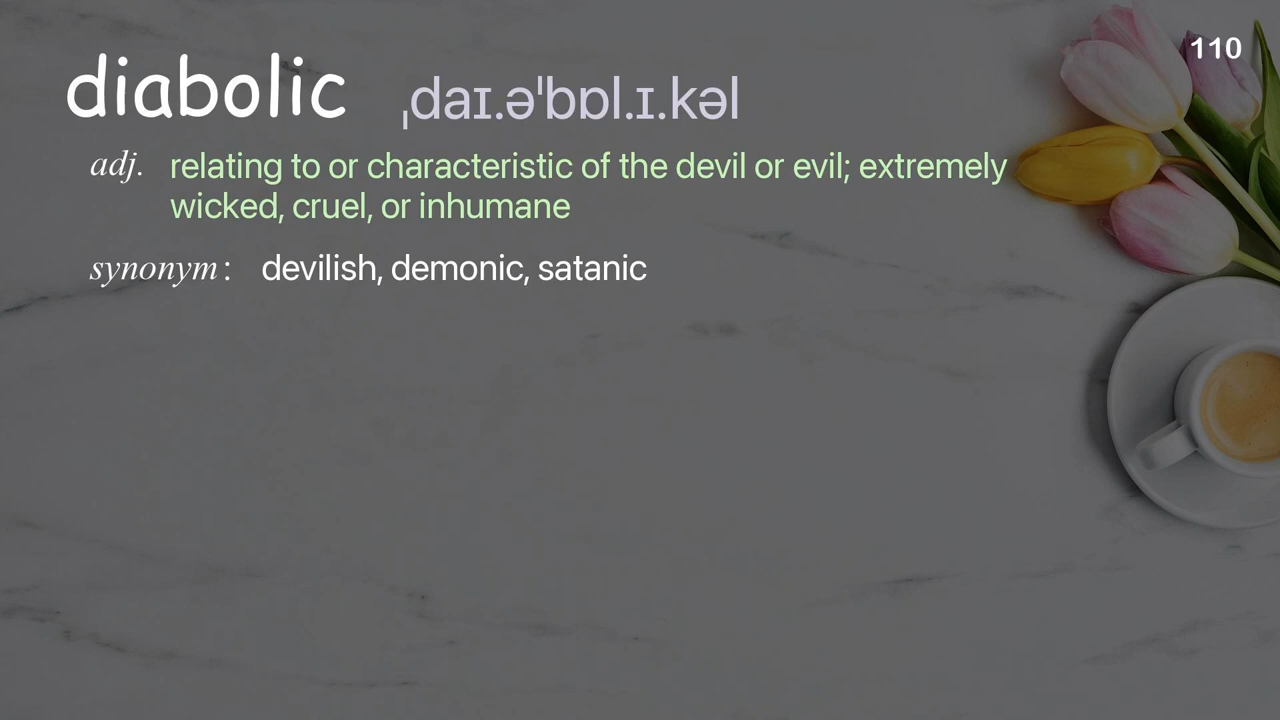 110
diabolic ˌdaɪ.əˈbɒl.ɪ.kəl
adj. relating to or characteristic of the devil or evil; extremely
wicked, cruel, or inhumane
synonym : devilish, demonic, satanic